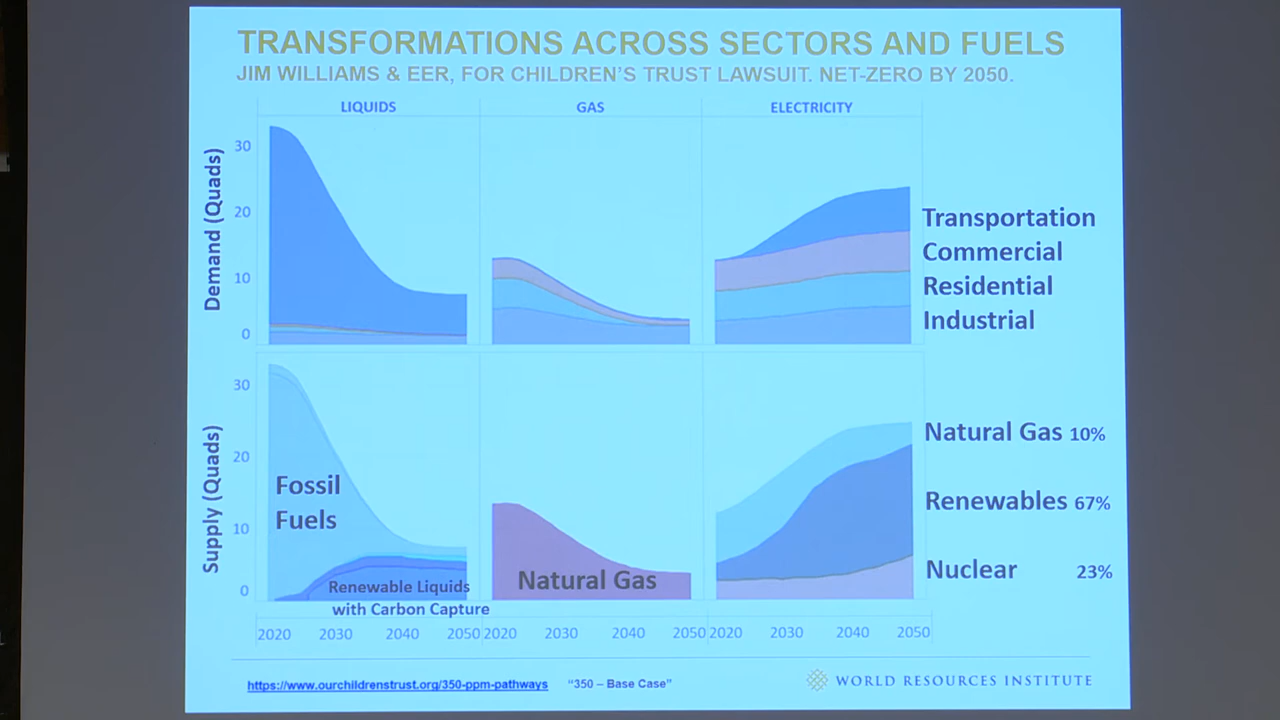 TRANSFORMATIONS ACROSS SECTORS AND FUELS
JIM WILLIAMS & EER, FOR CHILDREN'S TRUST LAWSUIT. NET-ZERO BY 2050.
LIQUIDS
GAS
ELECTRICITY
Demand (Quads)
30
20
10
0
Transportation
Commercial
Residential
Industrial
Supply (Quads)
30
20
10
0
Fossil
Fuels
Renewable Liquids
with Carbon Capture
Natural Gas
Natural Gas 10%
Renewables 67%
Nuclear 23%
2020 2030 2040 2050 2020 2030 2040 2050 2020 2030 2040 2050
https://www.ourchildrenstrust.org/350-ppm-pathways "350 – Base Case"
WORLD RESOURCES INSTITUTE